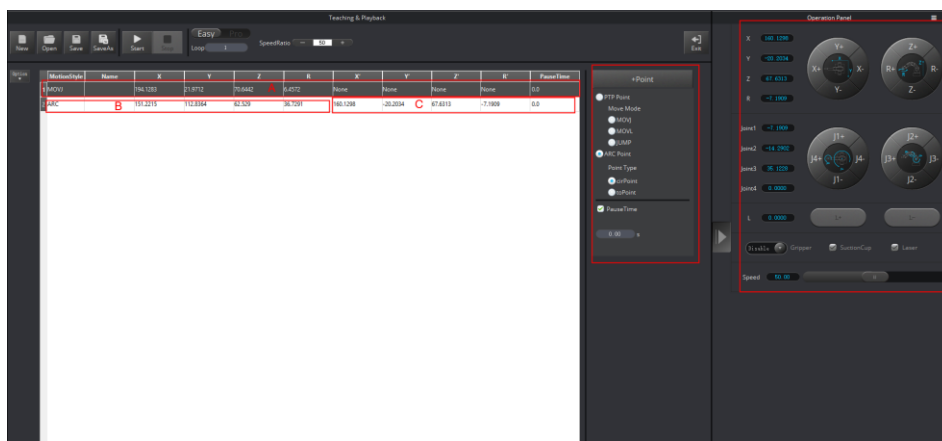 Teaching & Playback
Operation Panel
New
Open
Save
SaveAs
Start
Easy
Loop 1
SpeedRatio − 50 +
Exit
MotionStyle Name X Y Z R X' Y' Z' R' PauseTime
1 MOVJ 194.1283 21.9712 70.6442 A 6.4572 None None None None 0.0
ARC B 151.2215 112.8364 62.529 36.7291 160.1298 -20.2034 C 67.6313 -7.1909 0.0
+Point
PTP Point
Move Mode
MOVJ
MOVL
JUMP
ARC Point
Point Type
cirPoint
toPoint
PauseTime
0.00 s
X 160.1298
Y -20.2034
Z 67.6313
R -7.1909
Y+
X+ X-
Y-
Z+
R+ R-
Z-
Joint1 -7.1909
Joint2 -14.2902
Joint4 0.0000
J1+
J4+ J4-
J1-
J2+
J3+ J3-
J2-
L 0.0000
Disable Gripper SuctionCup Laser
Speed 50.00